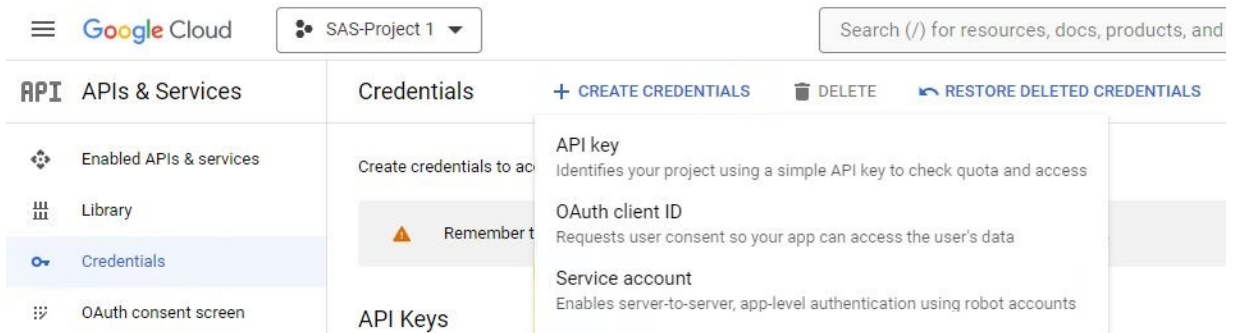 Google Cloud
SAS-Project 1
Search (/) for resources, docs, products, and
API APIs & Services
Credentials
+ CREATE CREDENTIALS
DELETE
RESTORE DELETED CREDENTIALS
Enabled APIs & services
Library
Credentials
OAuth consent screen
Create credentials to ac
Remember t
API Keys
API key
Identifies your project using a simple API key to check quota and access
OAuth client ID
Requests user consent so your app can access the user's data
Service account
Enables server-to-server, app-level authentication using robot accounts